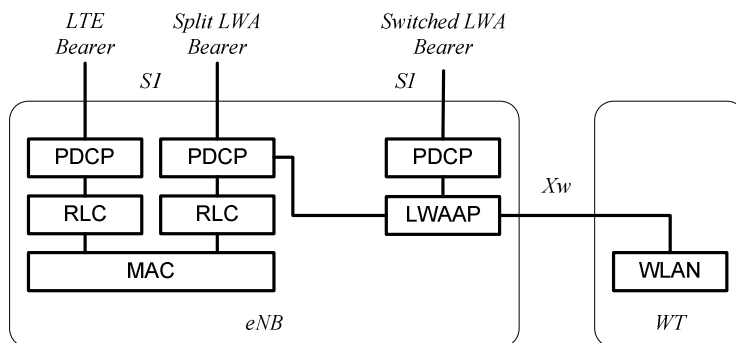 LTE
Bearer
Split LWA
Bearer
Switched LWA
Bearer
S1
S1
PDCP
PDCP
PDCP
Xw
RLC
RLC
LWAAP
MAC
WLAN
eNB
WT